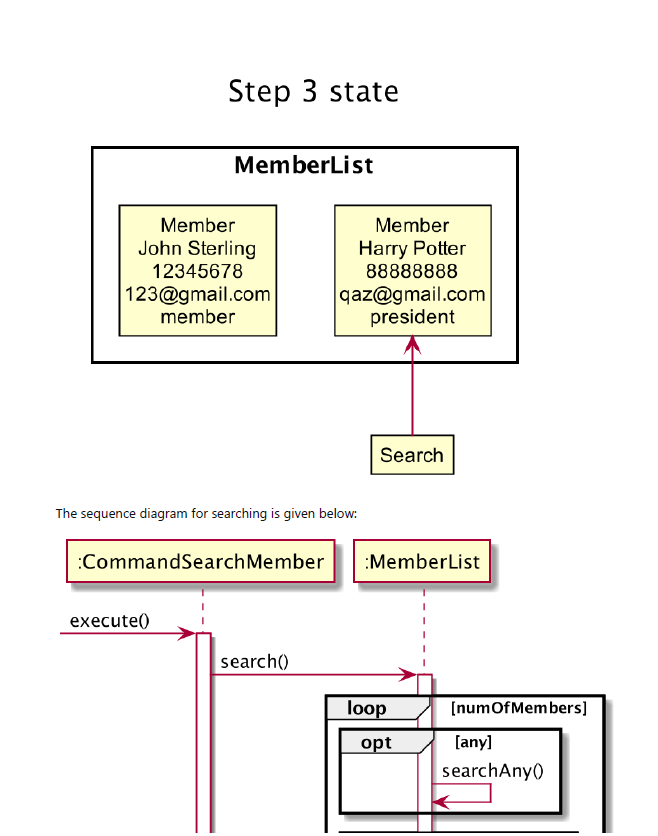 Step 3 state
MemberList
Member
John Sterling
12345678
123@gmail.com
member
Member
Harry Potter
88888888
qaz@gmail.com
president
Search
The sequence diagram for searching is given below:
:CommandSearchMember
:MemberList
execute()
search()
loop
[numOfMembers]
opt
[any]
searchAny()